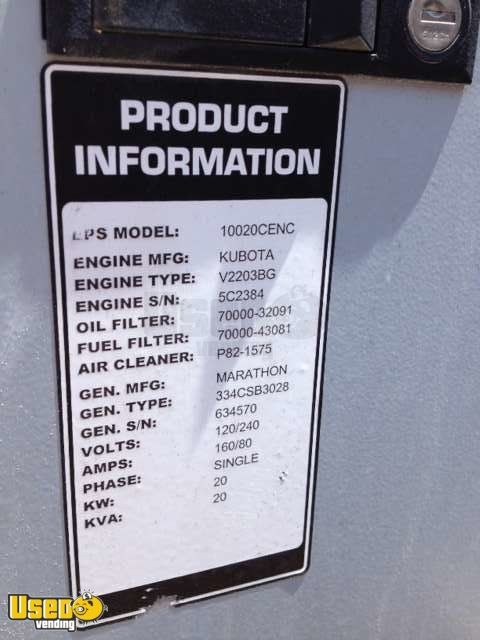 PRODUCT
INFORMATION
EPS MODEL: 10020CENC
ENGINE MFG: KUBOTA
ENGINE TYPE: V2203BG
ENGINE S/N: 5C2384
OIL FILTER: 70000-32091
FUEL FILTER: 70000-43081
AIR CLEANER: P82-1575
GEN. MFG: MARATHON
GEN. TYPE: 334CSB3028
GEN. S/N: 634570
VOLTS: 120/240
AMPS: 160/80
PHASE: SINGLE
KW: 20
KVA: 20
Used vending